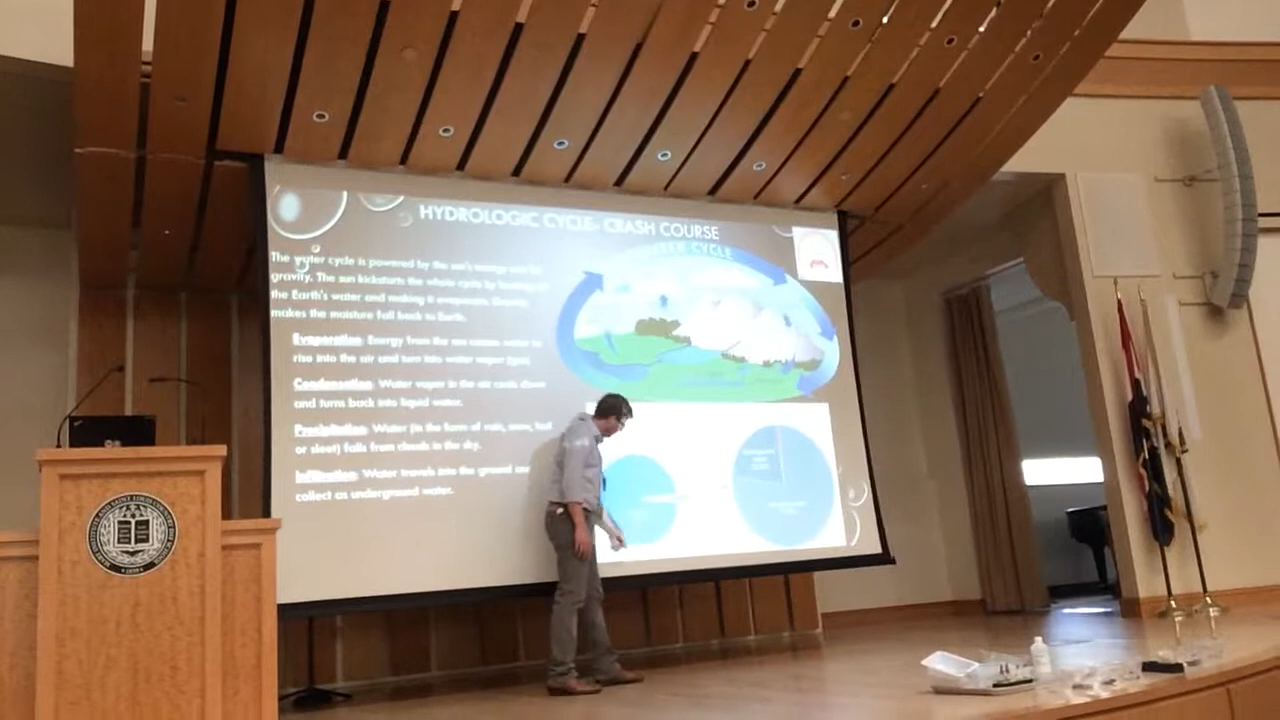 HYDROLOGIC CYCLE- CRASH COURSE
The water cycle is powered by the sun's energy and by
gravity. The sun kickstarts the whole cycle by heating all
the Earth's water and making it evaporate. Gravity
makes the moisture fall back to Earth.
Evaporation: Energy from the sun causes water to
rise into the air and turn into water vapor (gas)
Condensation: Water vapor in the air cools down
and turns back into liquid water.
Precipitation: Water (in the form of rain, snow, hail
or sleet) falls from clouds in the sky.
Infiltration: Water travels into the ground
collect as underground water.
CYCLE